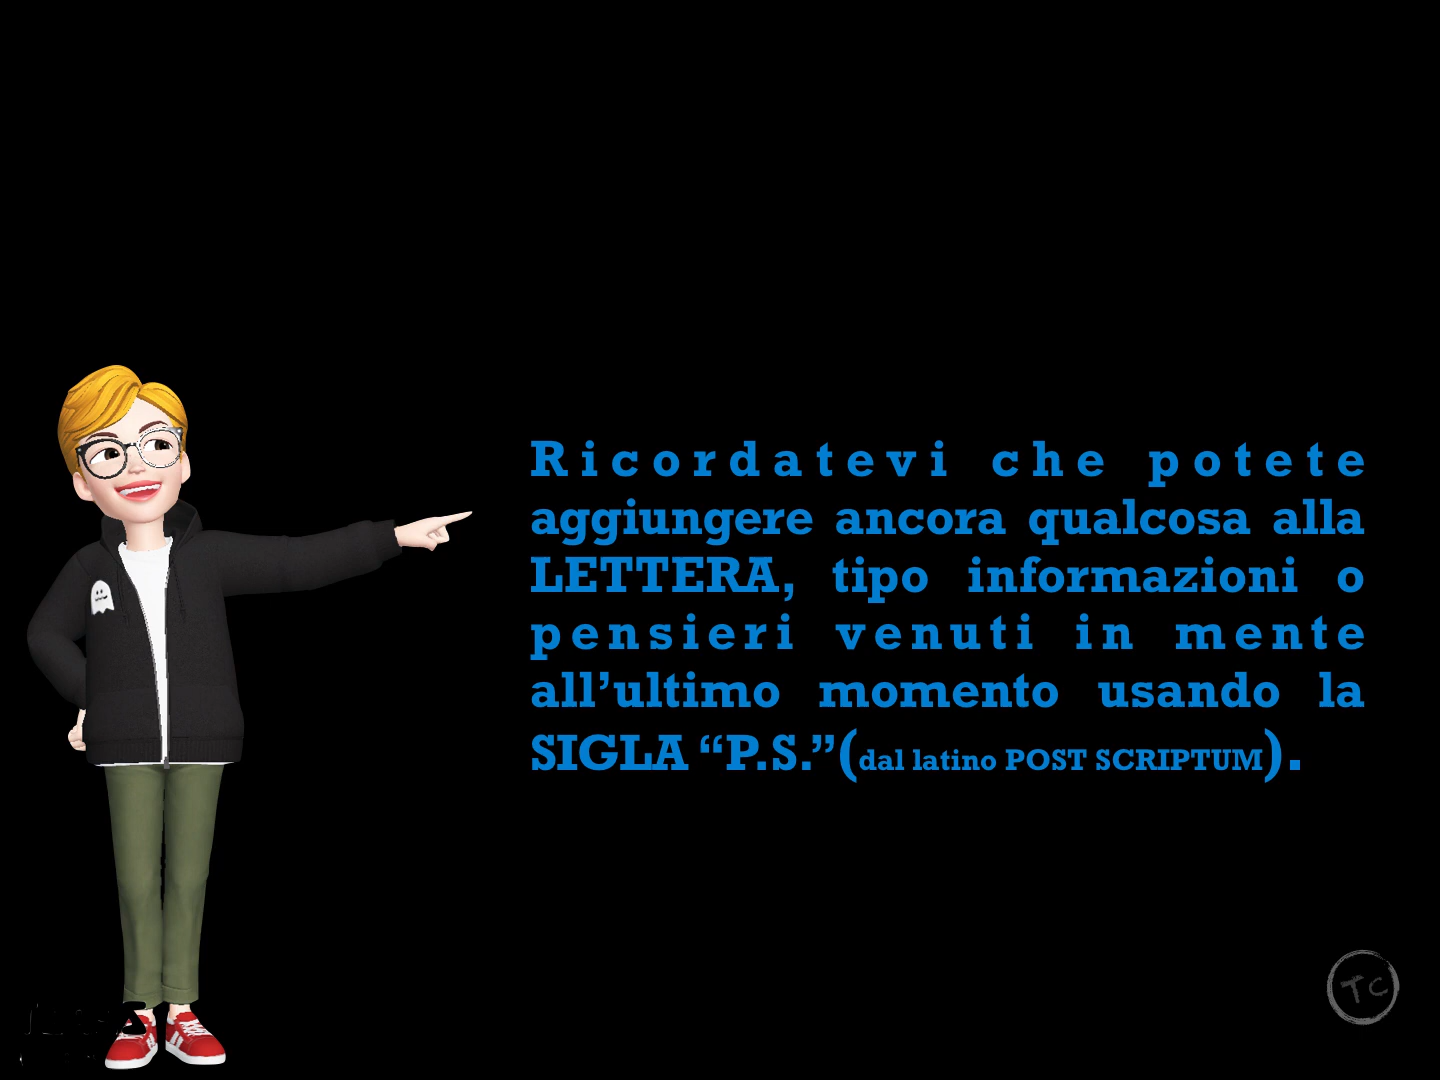 Ricordatevi che potete
aggiungere ancora qualcosa alla
LETTERA, tipo informazioni o
pensieri venuti in mente
all’ultimo momento usando la
SIGLA “P.S.”(dal latino POST SCRIPTUM).
TC